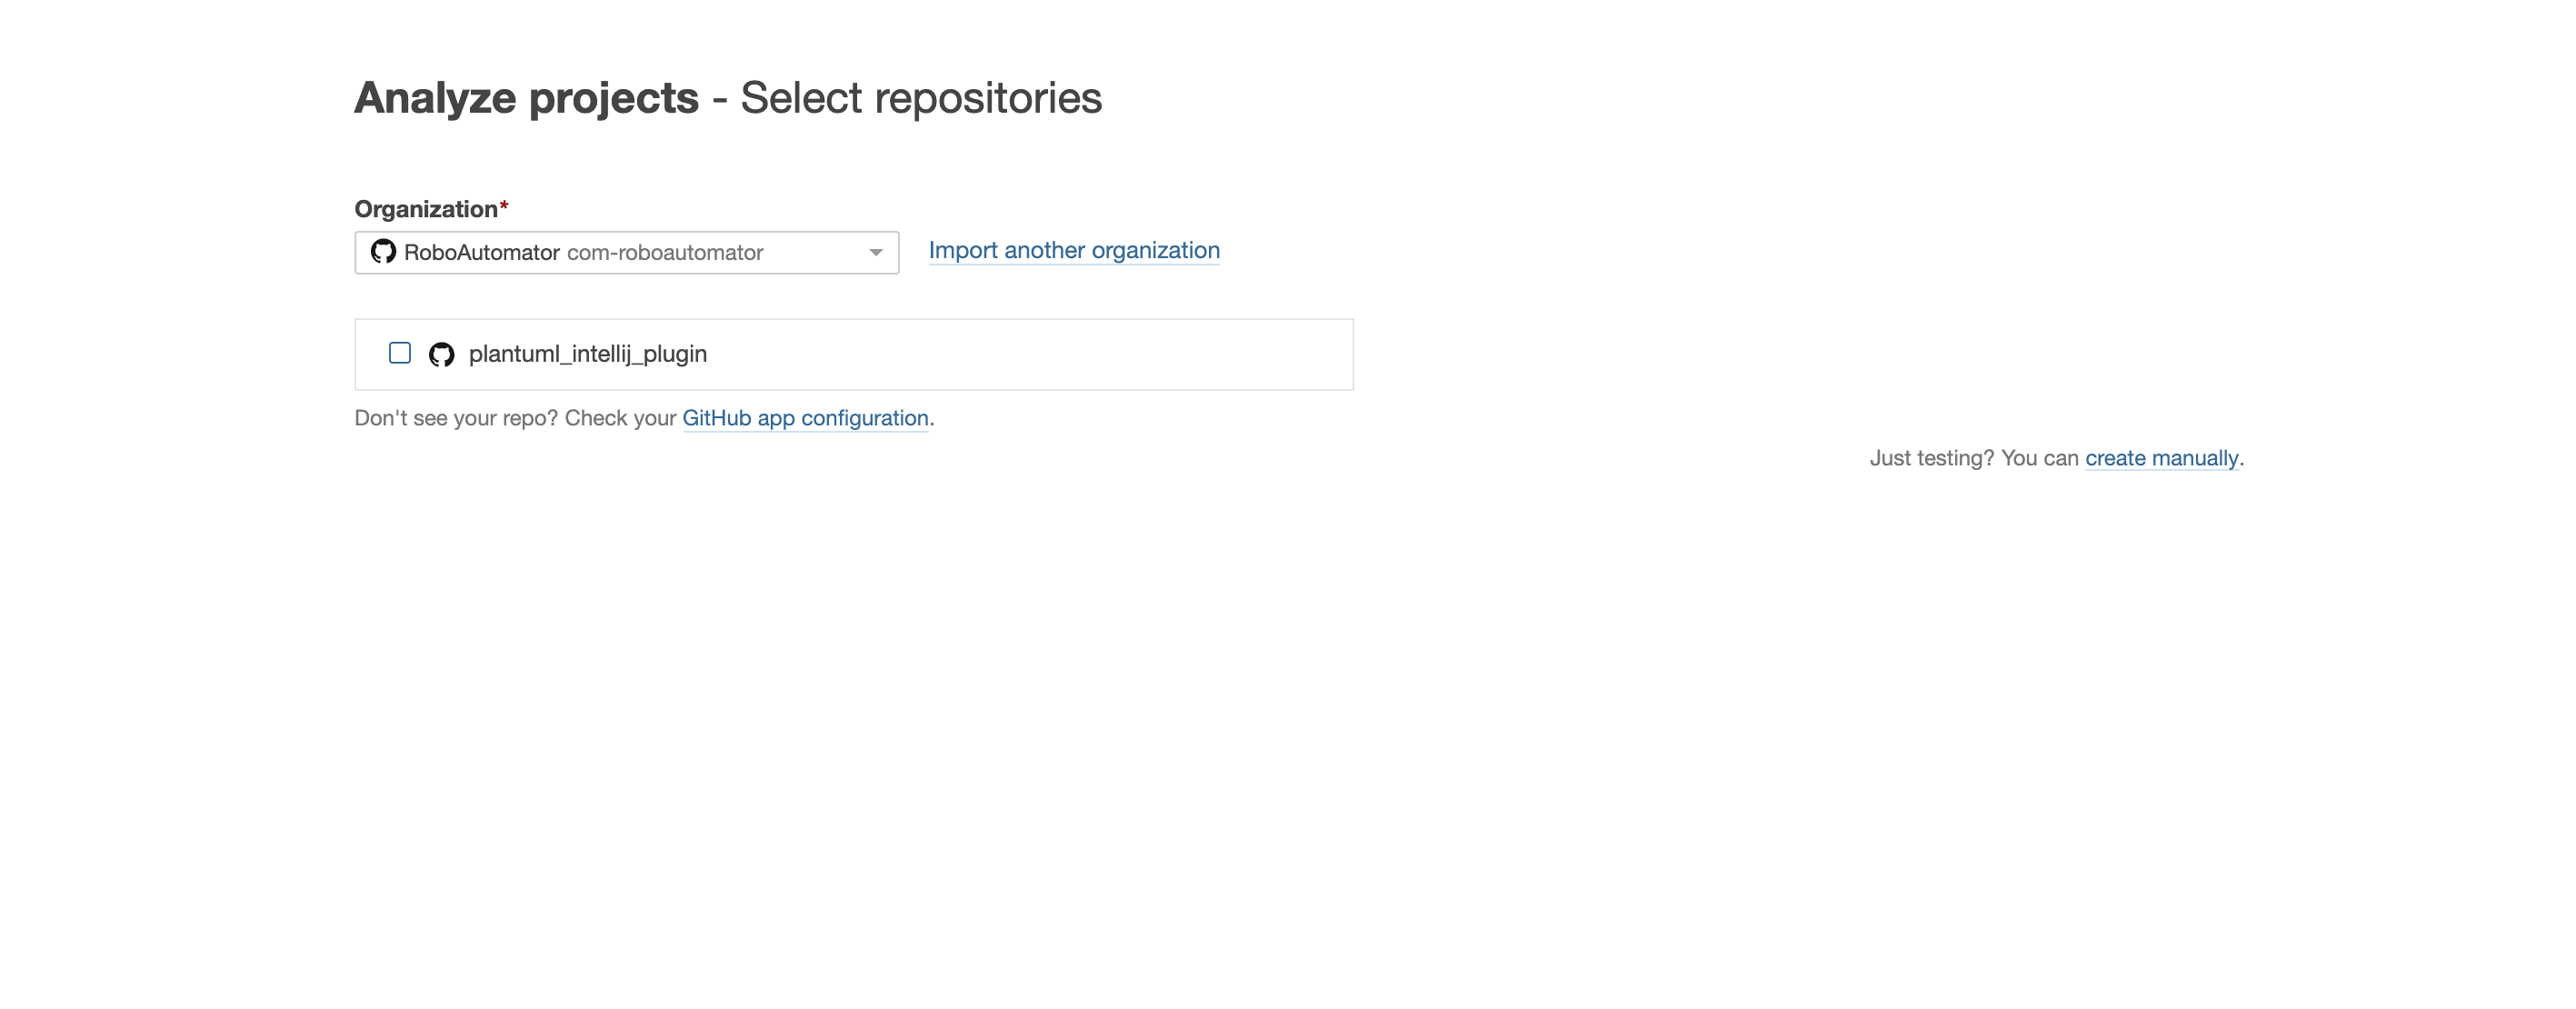 Analyze projects - Select repositories
Organization*
RoboAutomator com-roboautomator
Import another organization
plantuml_intellij_plugin
Don't see your repo? Check your GitHub app configuration.
Just testing? You can create manually.